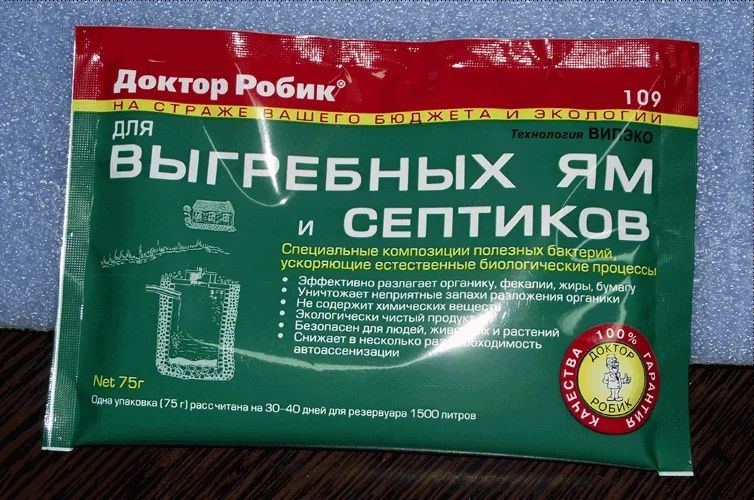 Доктор Робик®
109
НА СТРАЖЕ ВАШЕГО БЮДЖЕТА И ЭКОЛОГИИ
Технология ВИПЭКО
для
ВЫГРЕБНЫХ ЯМ
и СЕПТИКОВ
Специальные композиции полезных бактерий,
ускоряющие естественные биологические процессы
• Эффективно разлагает органику, фекалии, жиры, бумагу
• Уничтожает неприятные запахи разложения органики
• Не содержит химических веществ
• Экологически чистый продукт
• Безопасен для людей, животных и растений
• Снижает в несколько раз
автоассенизации
100% ГАРАНТИЯ КАЧЕСТВА
ДОКТОР
РОБИК
Net 75г
Одна упаковка (75 г) рассчитана на 30-40 дней для резервуара 1500 литров